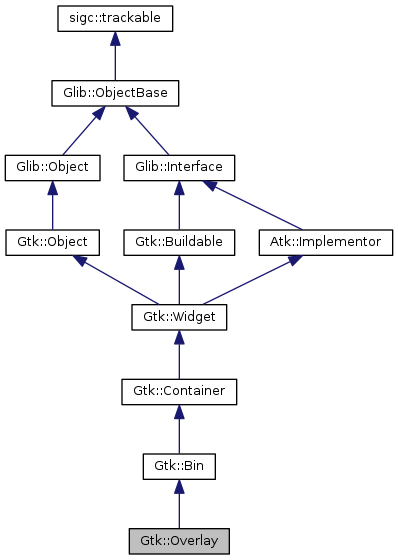 sigc::trackable
Glib::ObjectBase
Glib::Object
Glib::Interface
Gtk::Object
Gtk::Buildable
Atk::Implementor
Gtk::Widget
Gtk::Container
Gtk::Bin
Gtk::Overlay